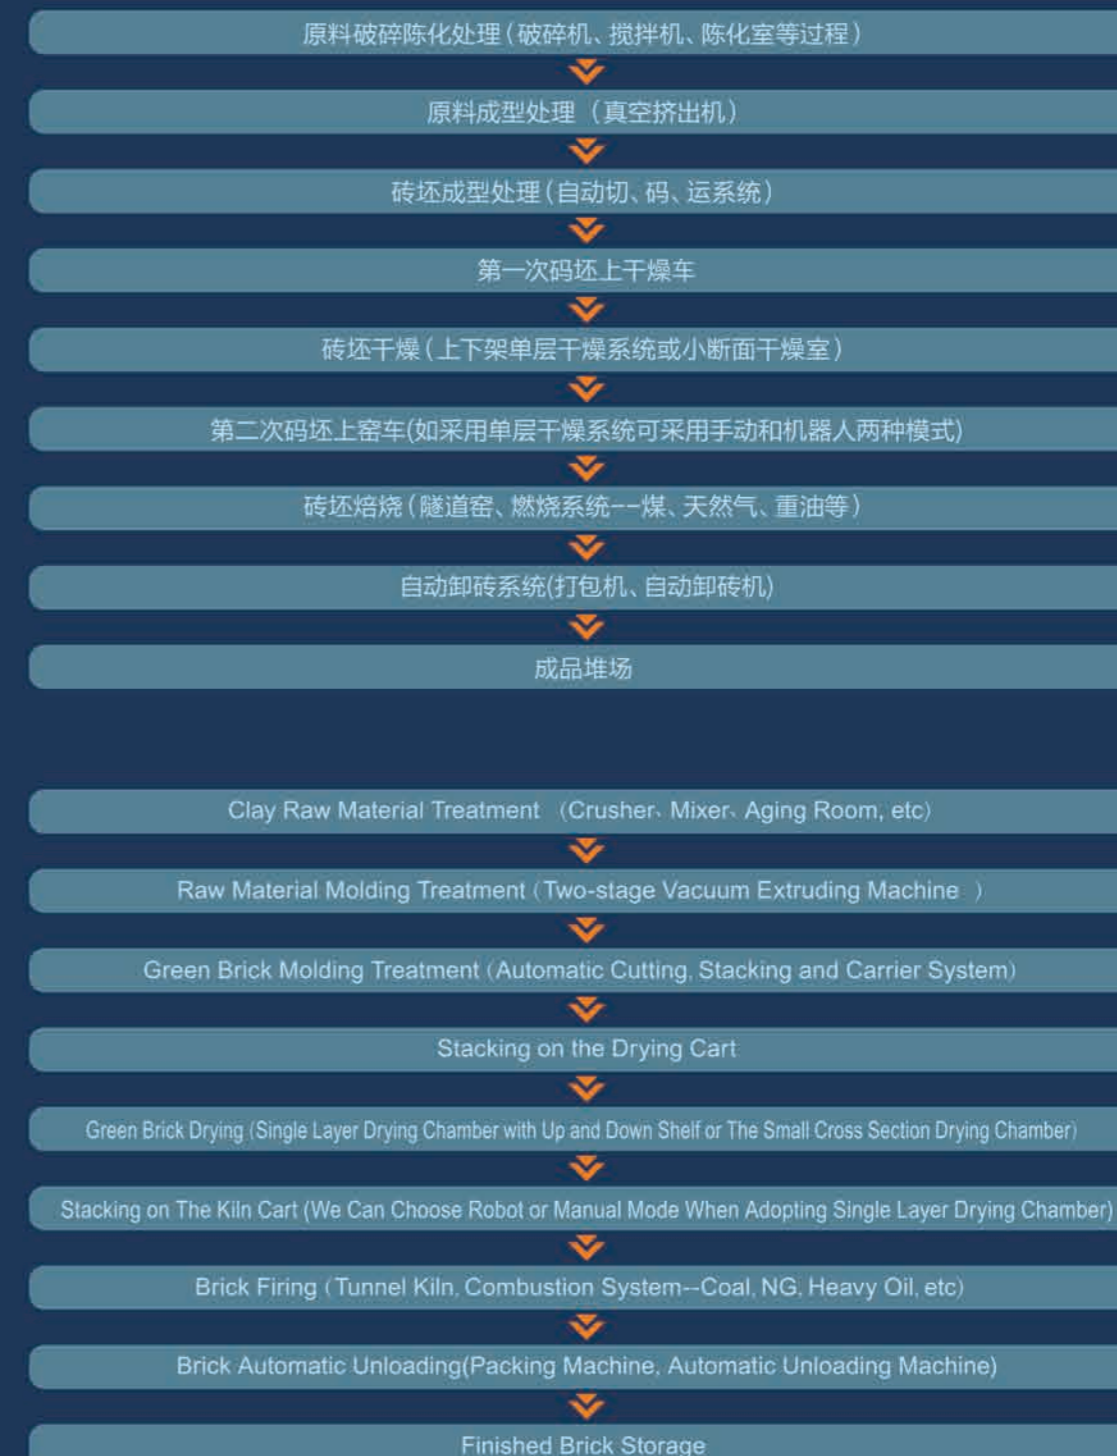 原料破碎陈化处理（破碎机、搅拌机、陈化室等过程）
原料成型处理（真空挤出机）
砖坯成型处理（自动切、码、运系统）
第一次码坯上干燥车
砖坯干燥（上下架单层干燥系统或小断面干燥室）
第二次码坯上窑车(如采用单层干燥系统可采用手动和机器人两种模式)
砖坯焙烧（隧道窑、燃烧系统--煤、天然气、重油等）
自动卸砖系统(打包机、自动卸砖机)
成品堆场
Clay Raw Material Treatment （Crusher、Mixer、Aging Room, etc）
Raw Material Molding Treatment（Two-stage Vacuum Extruding Machine ）
Green Brick Molding Treatment（Automatic Cutting, Stacking and Carrier System）
Stacking on the Drying Cart
Green Brick Drying（Single Layer Drying Chamber with Up and Down Shelf or The Small Cross Section Drying Chamber）
Stacking on The Kiln Cart (We Can Choose Robot or Manual Mode When Adopting Single Layer Drying Chamber)
Brick Firing（Tunnel Kiln, Combustion System--Coal, NG, Heavy Oil, etc）
Brick Automatic Unloading(Packing Machine, Automatic Unloading Machine)
Finished Brick Storage